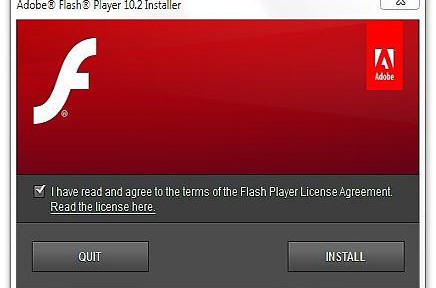 Adobe® Flash® Player 10.2 Installer
Adobe
®
I have read and agree to the terms of the Flash Player License Agreement.
Read the license here.
QUIT INSTALL